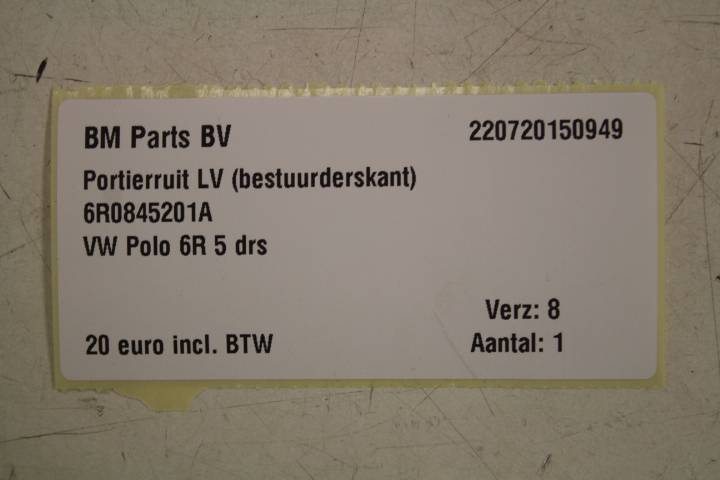 BM Parts BV 220720150949
Portierruit LV (bestuurderskant)
6R0845201A
VW Polo 6R 5 drs
Verz: 8
20 euro incl. BTW Aantal: 1